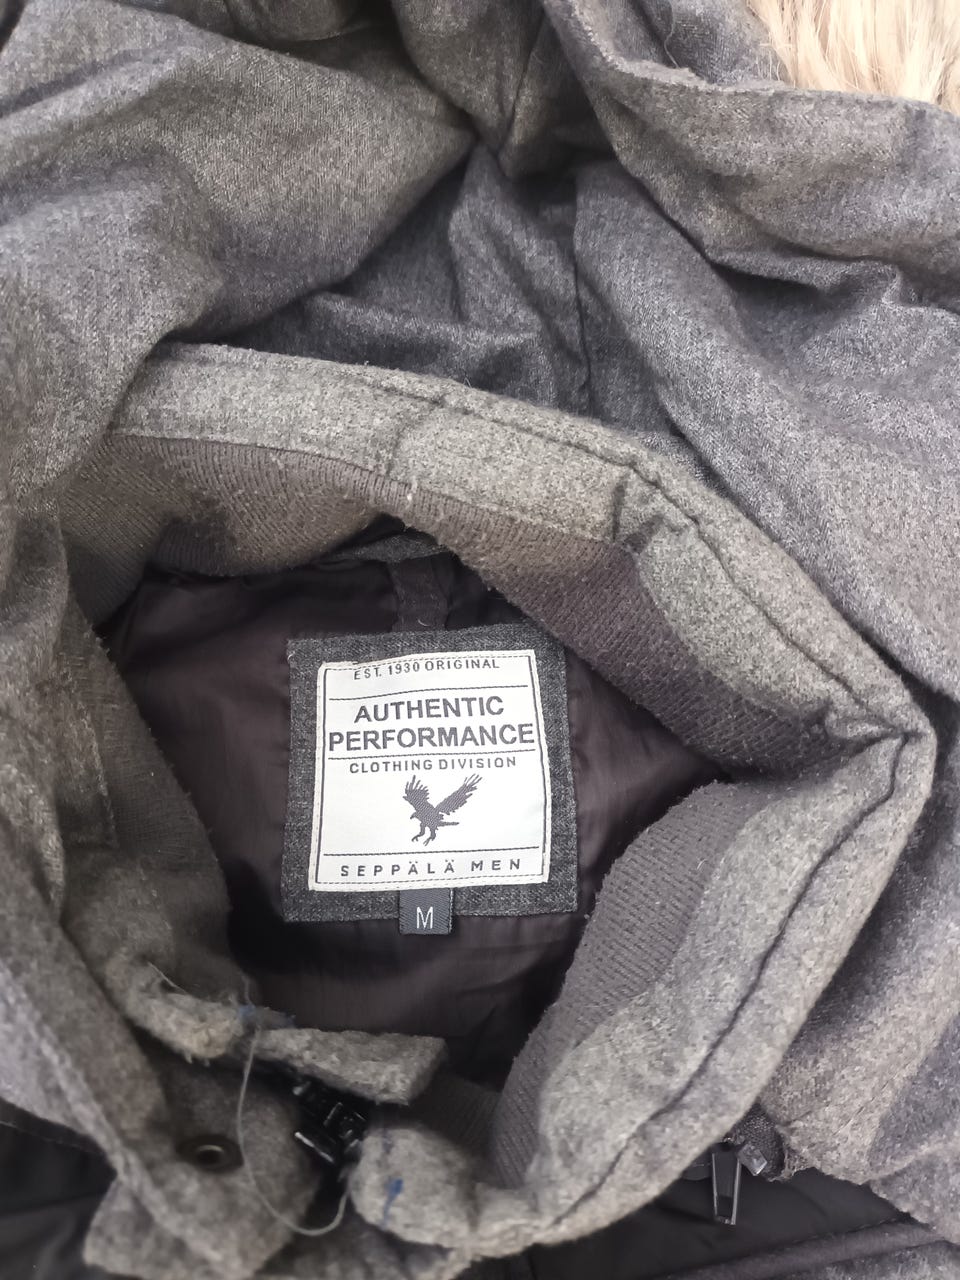 EST. 1930 ORIGINAL
AUTHENTIC
PERFORMANCE
CLOTHING DIVISION
SEPPÄLÄ MEN
M